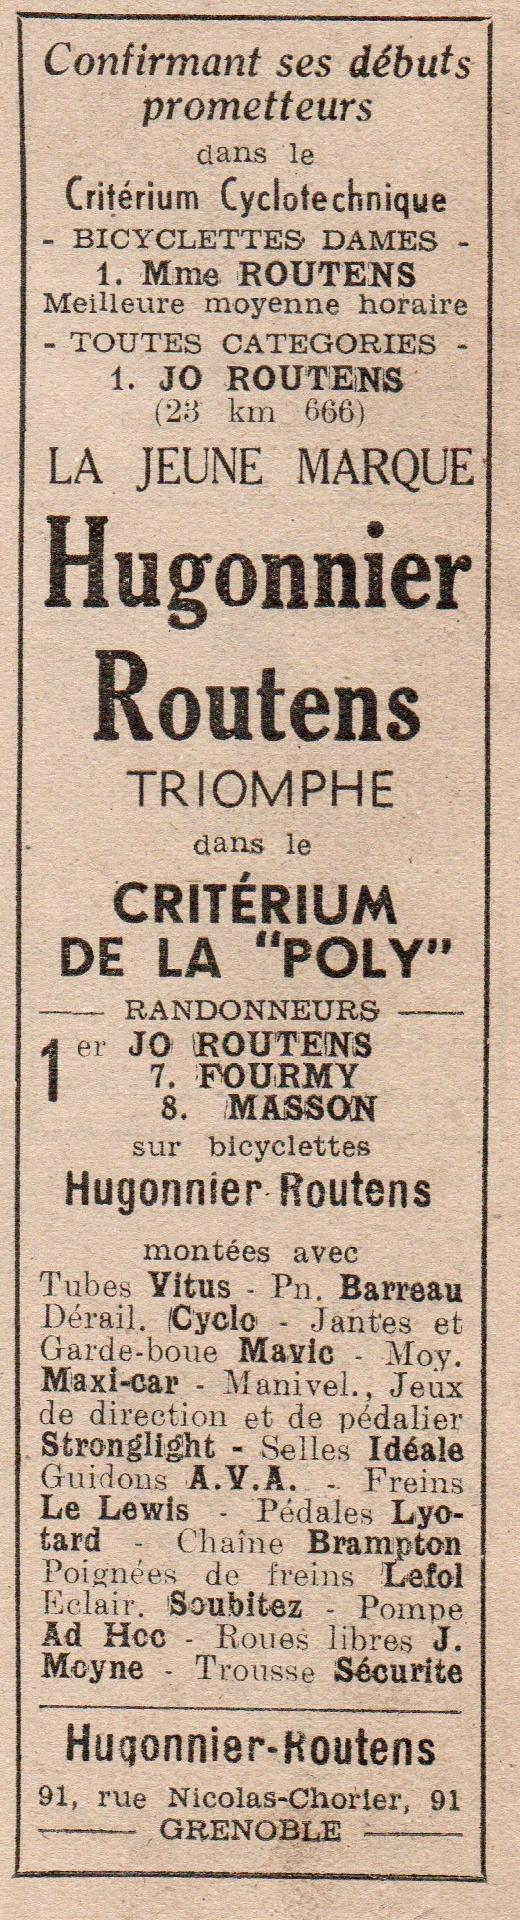 Confirmant ses débuts
prometteurs
dans le
Critérium Cyclotechnique
- BICYCLETTES DAMES -
1. Mme ROUTENS
Meilleure moyenne horaire
- TOUTES CATEGORIES -
1. JO ROUTENS
(23 km 666)
LA JEUNE MARQUE
Hugonnier
Routens
TRIOMPHE
dans le
CRITÉRIUM
DE LA "POLY"
RANDONNEURS
1er JO ROUTENS
7. FOURMY
8. MASSON
sur bicyclettes
Hugonnier Routens
montées avec
Tubes Vitus - Pn. Barreau
Dérail. Cyclo - Jantes et
Garde-boue Mavic - Moy.
Maxi-car - Manivel., Jeux
de direction et de pédalier
Stronglight - Selles Idéale
Guidons A.V.A. - Freins
Le Lewis - Pédales Lyo-
tard - Chaîne Brampton
Poignées de freins Lefol
Eclair. Soubitez - Pompe
Ad Hoc - Roues libres J.
Moyne - Trousse Sécurite
Hugonnier-Routens
91, rue Nicolas-Chorier, 91
GRENOBLE